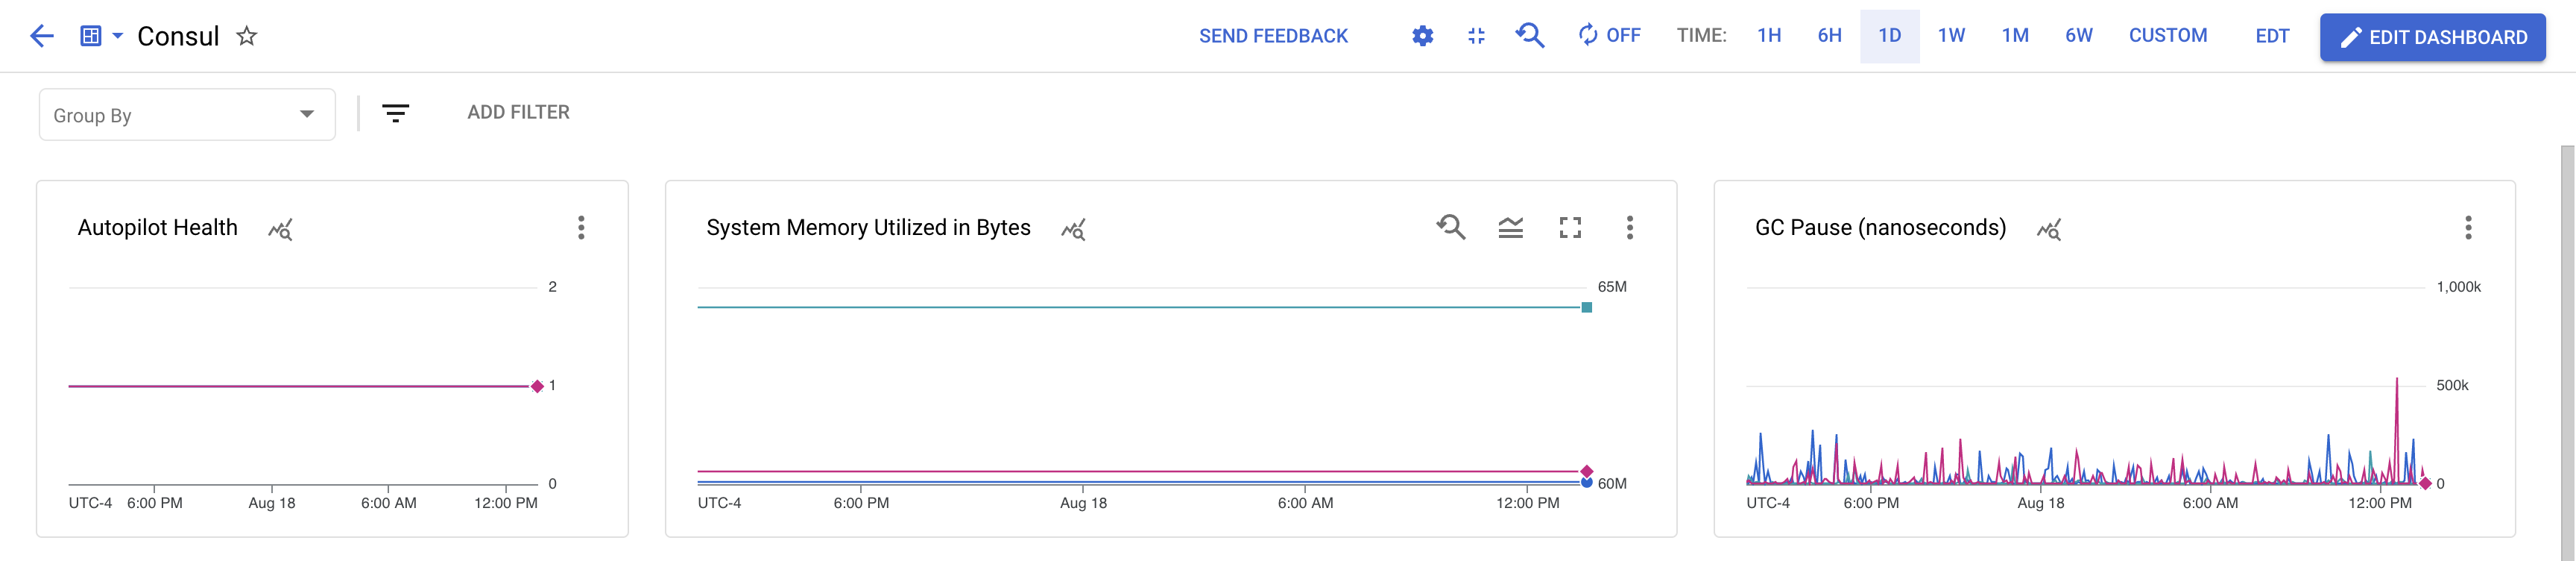 Consul
SEND FEEDBACK
OFF
TIME:
1H
6H
1D
1W
1M
6W
CUSTOM
EDT
EDIT DASHBOARD
Group By
ADD FILTER
Autopilot Health
2
1
0
UTC-4 6:00 PM Aug 18 6:00 AM 12:00 PM
System Memory Utilized in Bytes
65M
60M
UTC-4 6:00 PM Aug 18 6:00 AM 12:00 PM
GC Pause (nanoseconds)
1,000k
500k
0
UTC-4 6:00 PM Aug 18 6:00 AM 12:00 PM